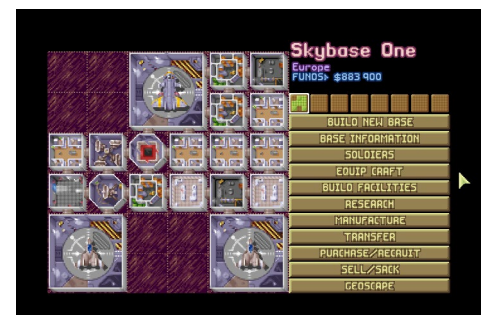 Skybase One
Europe
FUNDS> $883 900
BUILD NEW BASE
BASE INFORMATION
SOLDIERS
EQUIP CRAFT
BUILD FACILITIES
RESEARCH
MANUFACTURE
TRANSFER
PURCHASE/RECRUIT
SELL/SACK
GEOSCAPE